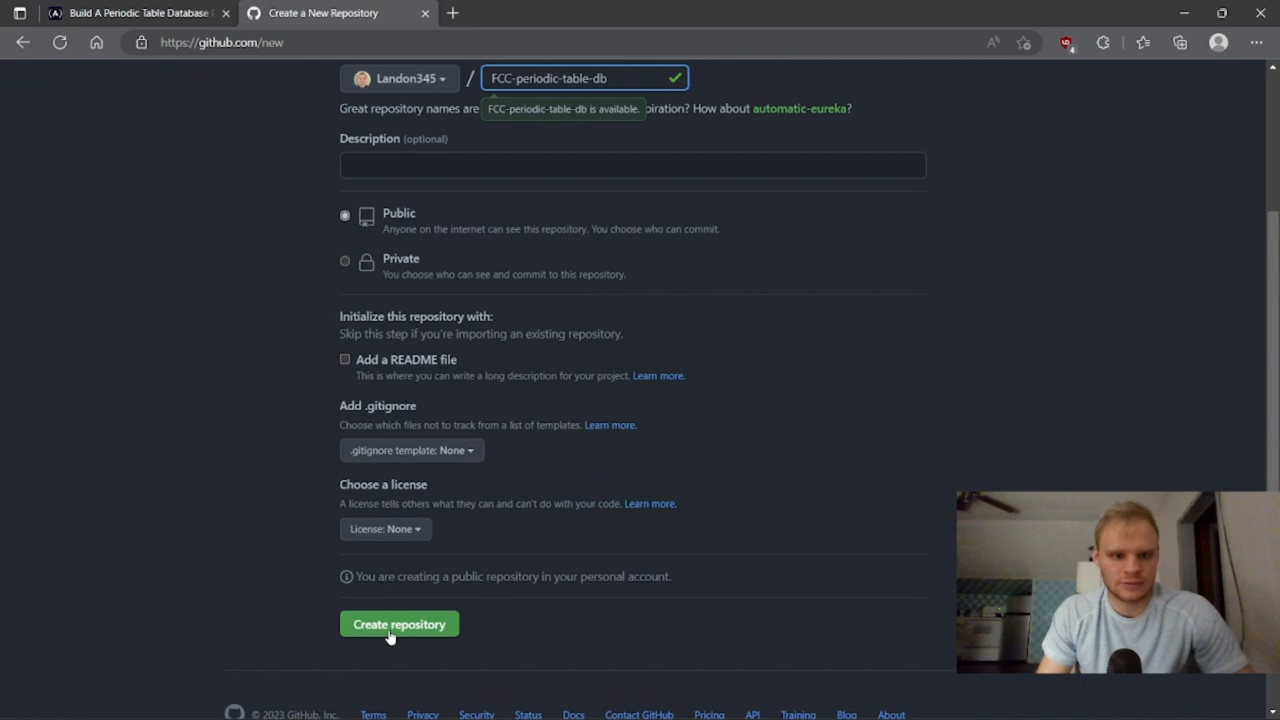 Build A Periodic Table Database
Create a New Repository
https://github.com/new
4
Landon345 / FCC-periodic-table-db
Great repository names are
piration? How about automatic-eureka?
FCC-periodic-table-db is available.
Description (optional)
Public
Anyone on the internet can see this repository. You choose who can commit.
Private
You choose who can see and commit to this repository.
Initialize this repository with:
Skip this step if you're importing an existing repository.
Add a README file
This is where you can write a long description for your project. Learn more.
Add .gitignore
Choose which files not to track from a list of templates. Learn more.
.gitignore template: None
Choose a license
A license tells others what they can and can't do with your code. Learn more.
License: None
You are creating a public repository in your personal account.
Create repository
© 2023 GitHub, Inc. Terms Privacy Security Status Docs Contact GitHub Pricing API Training Blog About